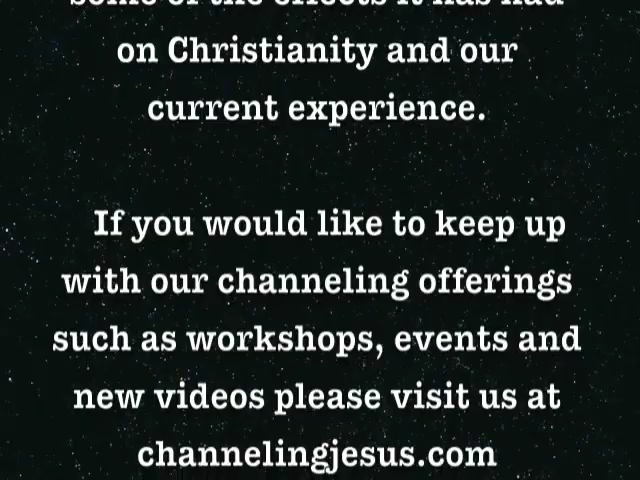 some of the effects it has had
on Christianity and our
current experience.
If you would like to keep up
with our channeling offerings
such as workshops, events and
new videos please visit us at
channelingjesus.com